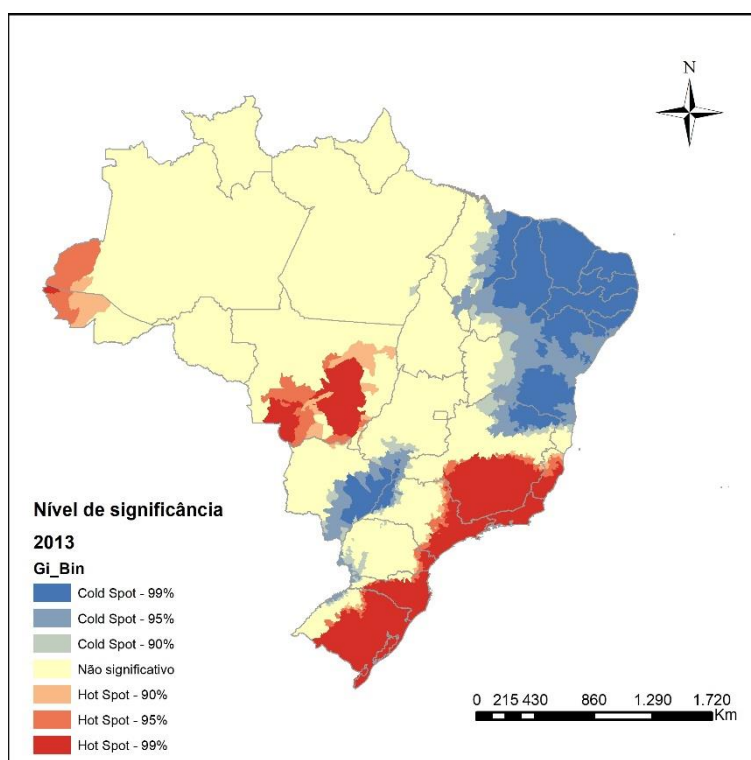 N
Nível de significância
2013
Gi_Bin
Cold Spot - 99%
Cold Spot - 95%
Cold Spot - 90%
Não significativo
Hot Spot - 90%
Hot Spot - 95%
Hot Spot - 99%
0 215 430 860 1.290 1.720
Km